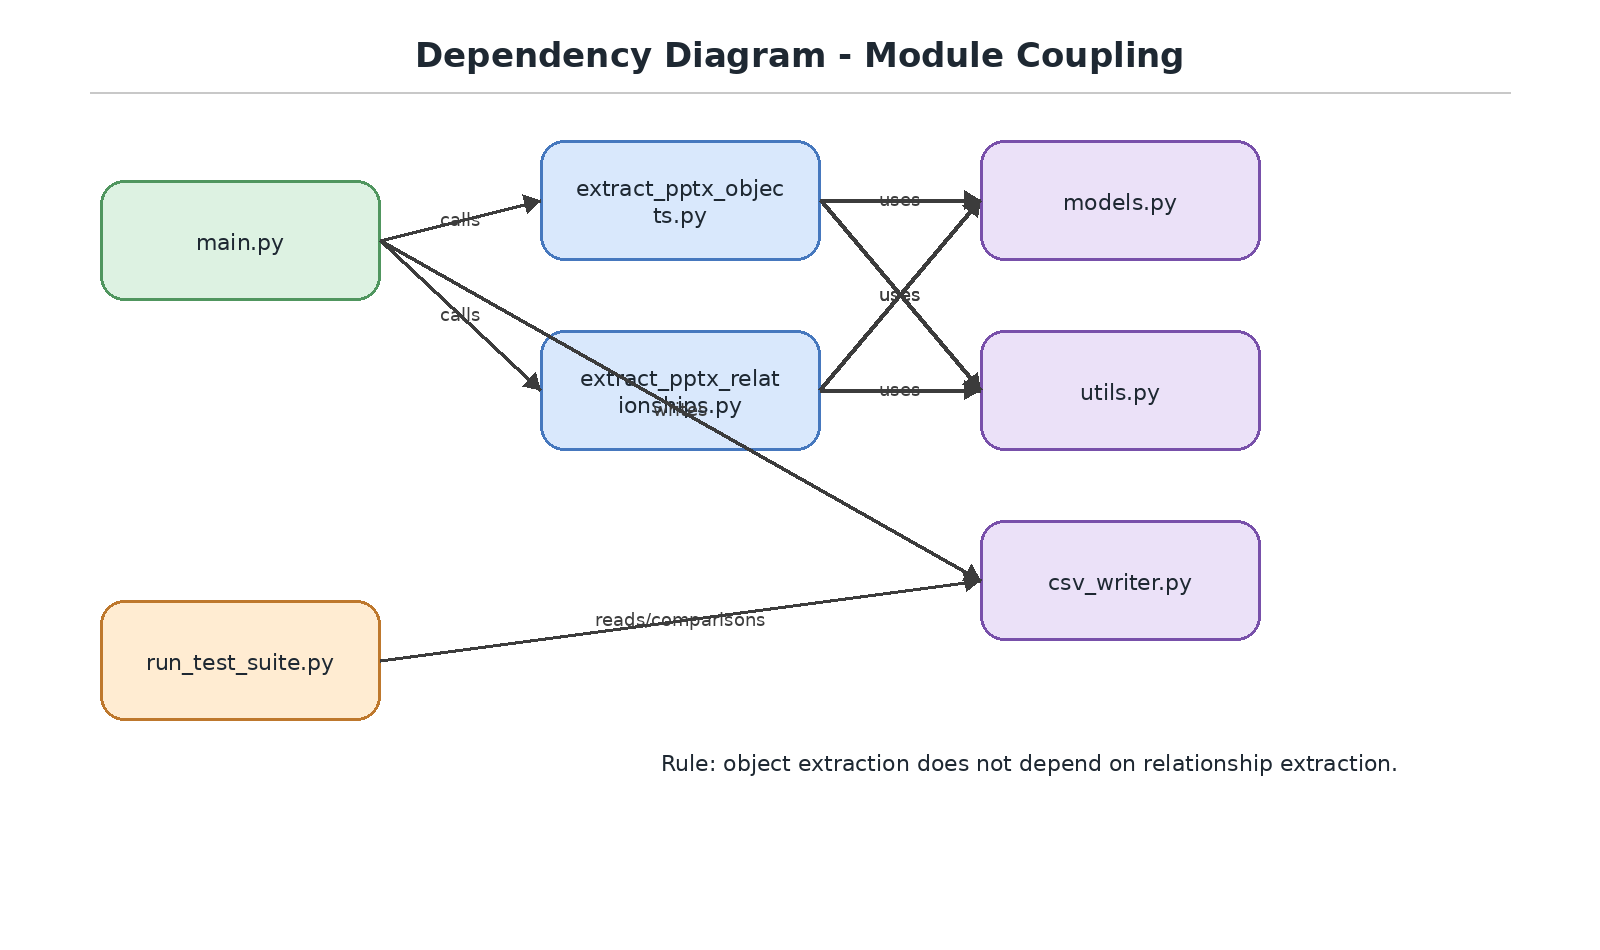 Dependency Diagram - Module Coupling
extract_pptx_objec
ts.py
models.py
main.py
calls
uses
calls
uses
extract_pptx_relat
ionships.py
writes
uses
utils.py
csv_writer.py
reads/comparisons
run_test_suite.py
Rule: object extraction does not depend on relationship extraction.